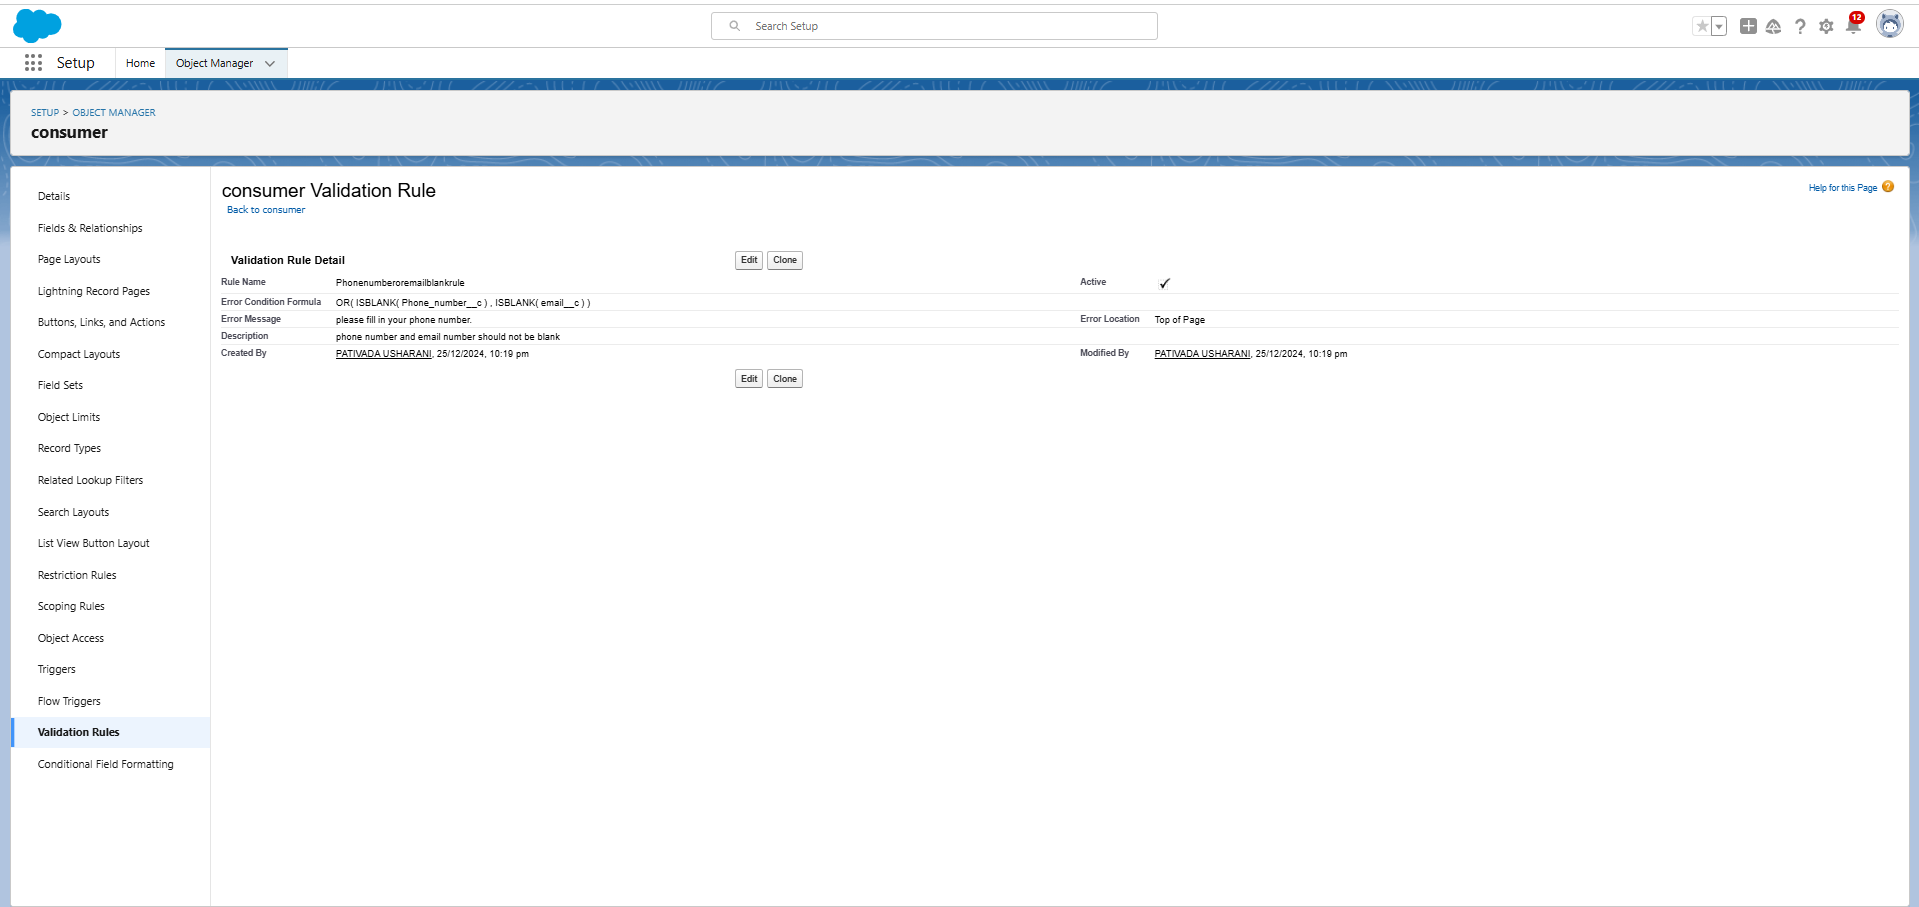 Search Setup
12
Setup
Home
Object Manager
SETUP > OBJECT MANAGER
consumer
Details
Fields & Relationships
Page Layouts
Lightning Record Pages
Buttons, Links, and Actions
Compact Layouts
Field Sets
Object Limits
Record Types
Related Lookup Filters
Search Layouts
List View Button Layout
Restriction Rules
Scoping Rules
Object Access
Triggers
Flow Triggers
Validation Rules
Conditional Field Formatting
consumer Validation Rule
Help for this Page ?
Back to consumer
Validation Rule Detail Edit Clone
Rule Name Phonenumberoremailblankrule Active ✓
Error Condition Formula OR( ISBLANK( Phone_number__c ) , ISBLANK( email__c ) )
Error Message please fill in your phone number. Error Location Top of Page
Description phone number and email number should not be blank
Created By PATIVADA USHARANI, 25/12/2024, 10:19 pm Modified By PATIVADA USHARANI, 25/12/2024, 10:19 pm
Edit Clone